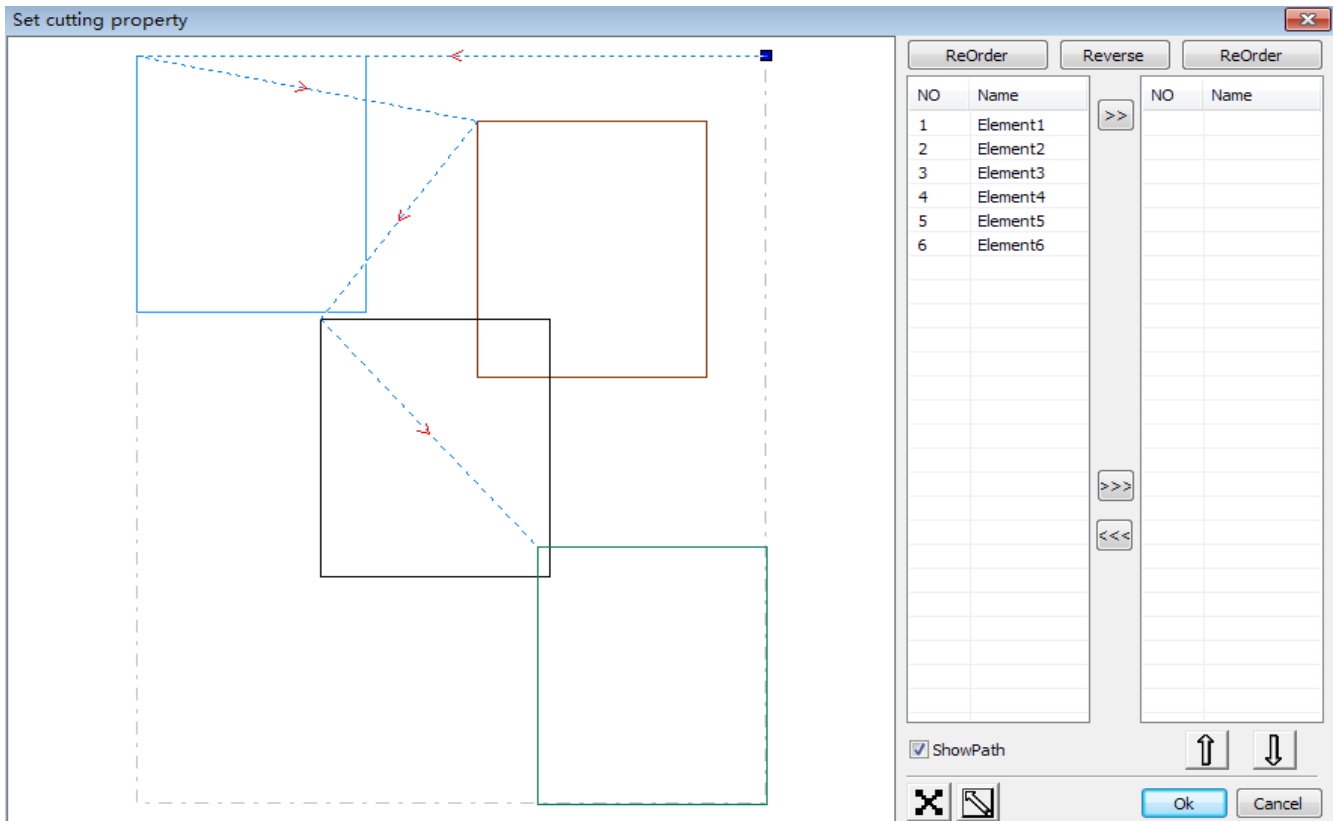 Set cutting property
ReOrder Reverse ReOrder
NO Name >> NO Name
1 Element1
2 Element2
3 Element3
4 Element4
5 Element5
6 Element6
>>>
<<<
ShowPath
Ok Cancel